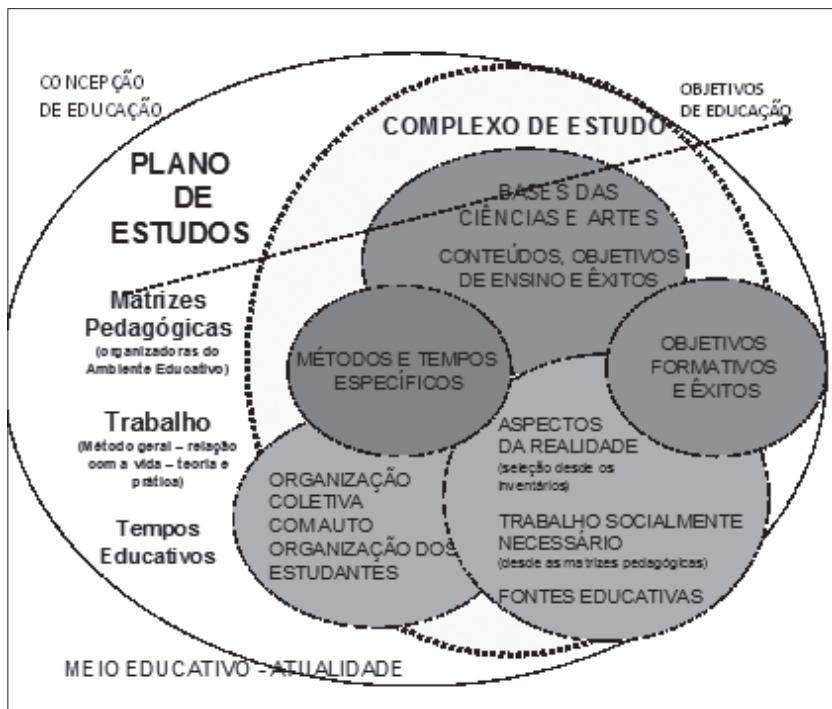 CONCEPÇÃO
DE EDUCAÇÃO
OBJETIVOS
DE EDUCAÇÃO
COMPLEXO DE ESTUDO
PLANO
DE
ESTUDOS
BASES DAS
CIÊNCIAS E ARTES
CONTEÚDOS, OBJETIVOS
DE ENSINO E ÊXITOS
Matrizes
Pedagógicas
(organizadoras do
Ambiente Educativo)
MÉTODOS E TEMPOS
ESPECÍFICOS
OBJETIVOS
FORMATIVOS
E ÊXITOS
Trabalho
(Método geral – relação
com a vida – teoria e
prática)
Tempos
Educativos
ORGANIZAÇÃO
COLETIVA
COM AUTO
ORGANIZAÇÃO DOS
ESTUDANTES
ASPECTOS
DA REALIDADE
(seleção desde os
inventários)
TRABALHO SOCIALMENTE
NECESSÁRIO
(desde as matrizes pedagógicas)
FONTES EDUCATIVAS
MEIO EDUCATIVO - ATUALIDADE